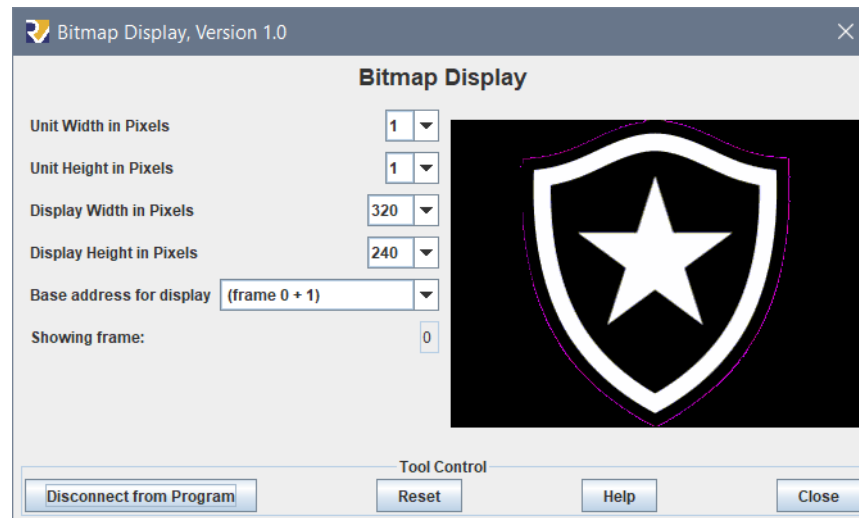 Bitmap Display, Version 1.0
Bitmap Display
Unit Width in Pixels 1
Unit Height in Pixels 1
Display Width in Pixels 320
Display Height in Pixels 240
Base address for display (frame 0 + 1)
Showing frame: 0
Tool Control
Disconnect from Program Reset Help Close